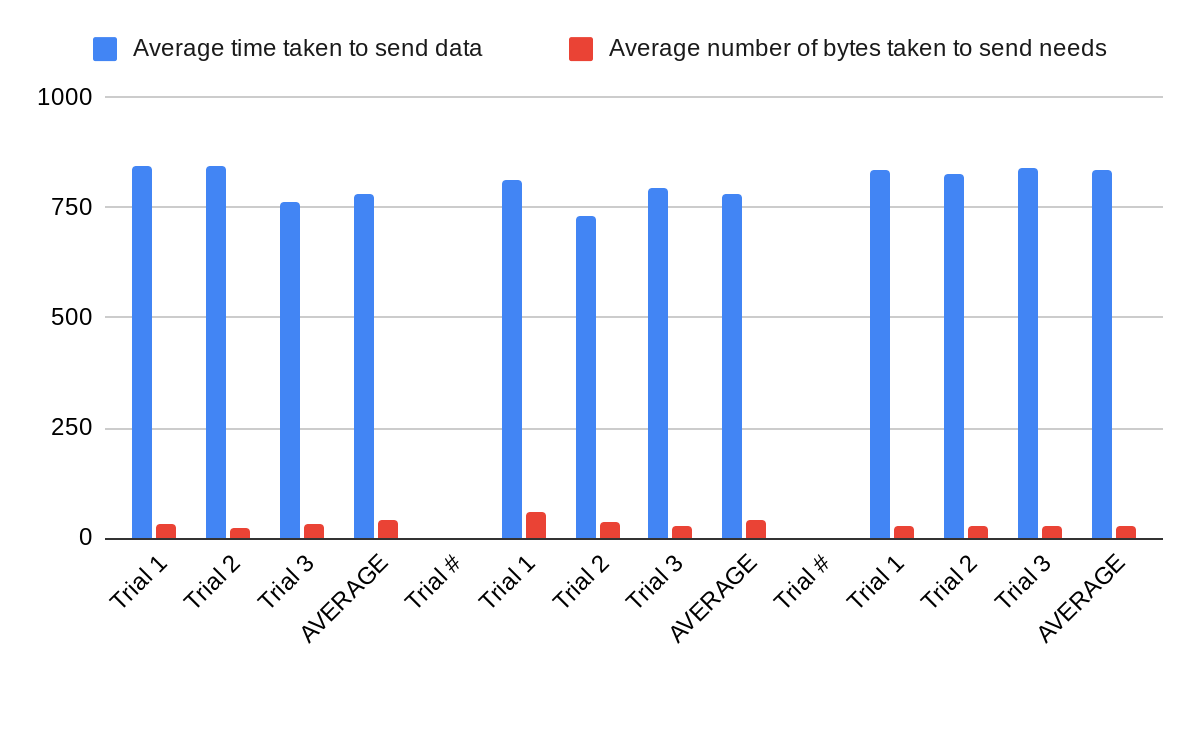 Average time taken to send data
Average number of bytes taken to send needs
1000
750
500
250
0
Trial 1
Trial 2
Trial 3
AVERAGE
Trial #
Trial 1
Trial 2
Trial 3
AVERAGE
Trial #
Trial 1
Trial 2
Trial 3
AVERAGE